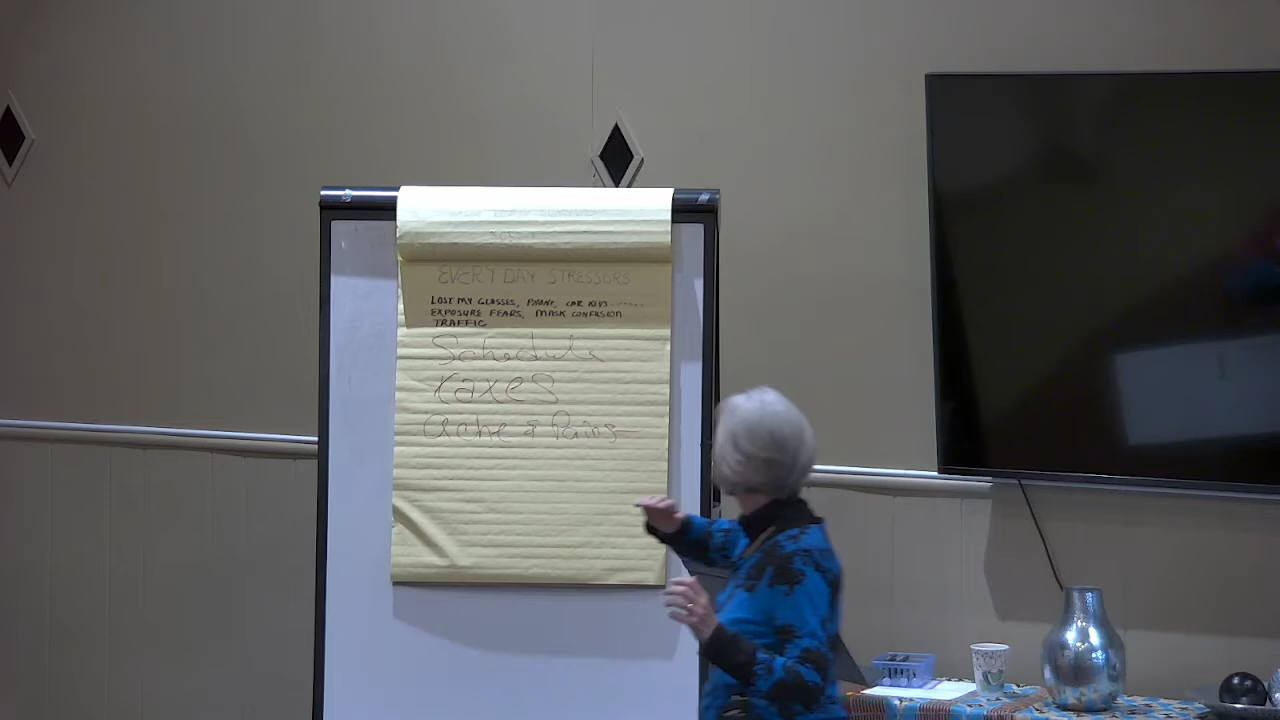 EVERY DAY STRESSORS
LOST MY GLASSES, PHONE, CAR KEYS ......
EXPOSURE FEARS, MASK CONFUSION
TRAFFIC
Schedule
taxes
ache & Pains